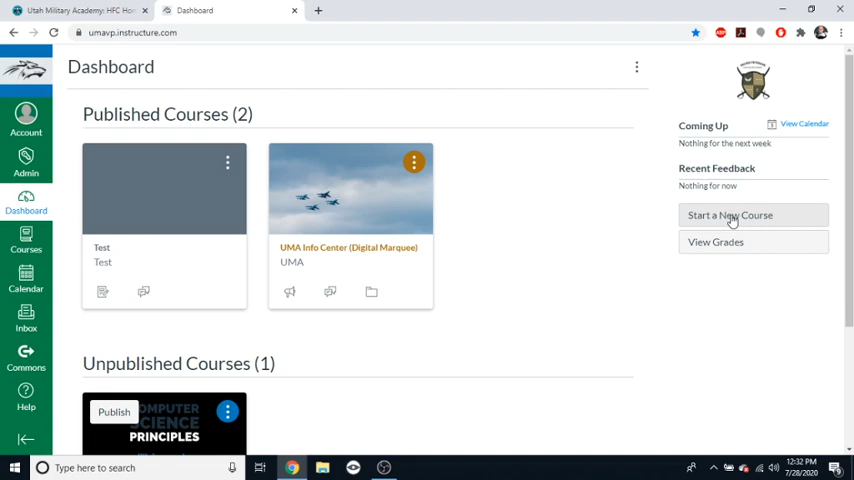 Utah Military Academy: HFC Hon
Dashboard
umavp.instructure.com
ABP
Dashboard
Published Courses (2)
Coming Up
View Calendar
Nothing for the next week
Recent Feedback
Nothing for now
Start a New Course
View Grades
Account
Admin
Dashboard
Courses
Calendar
Inbox
Commons
Help
Test
Test
UMA Info Center (Digital Marquee)
UMA
Unpublished Courses (1)
Publish
COMPUTER
SCIENCE
PRINCIPLES
Type here to search
12:32 PM
7/28/2020